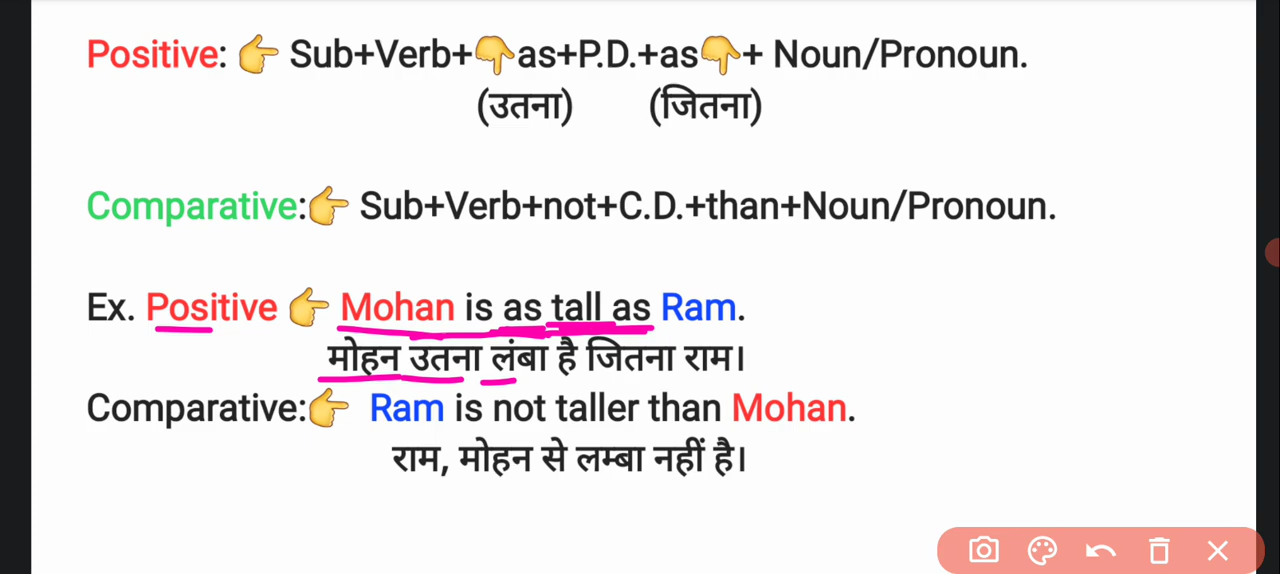 Positive: 👉 Sub+Verb+👇as+P.D.+as👇+ Noun/Pronoun.
(उतना) (जितना)
Comparative:👉 Sub+Verb+not+C.D.+than+Noun/Pronoun.
Ex. Positive 👉 Mohan is as tall as Ram.
मोहन उतना लंबा है जितना राम।
Comparative:👉 Ram is not taller than Mohan.
राम, मोहन से लम्बा नहीं है।